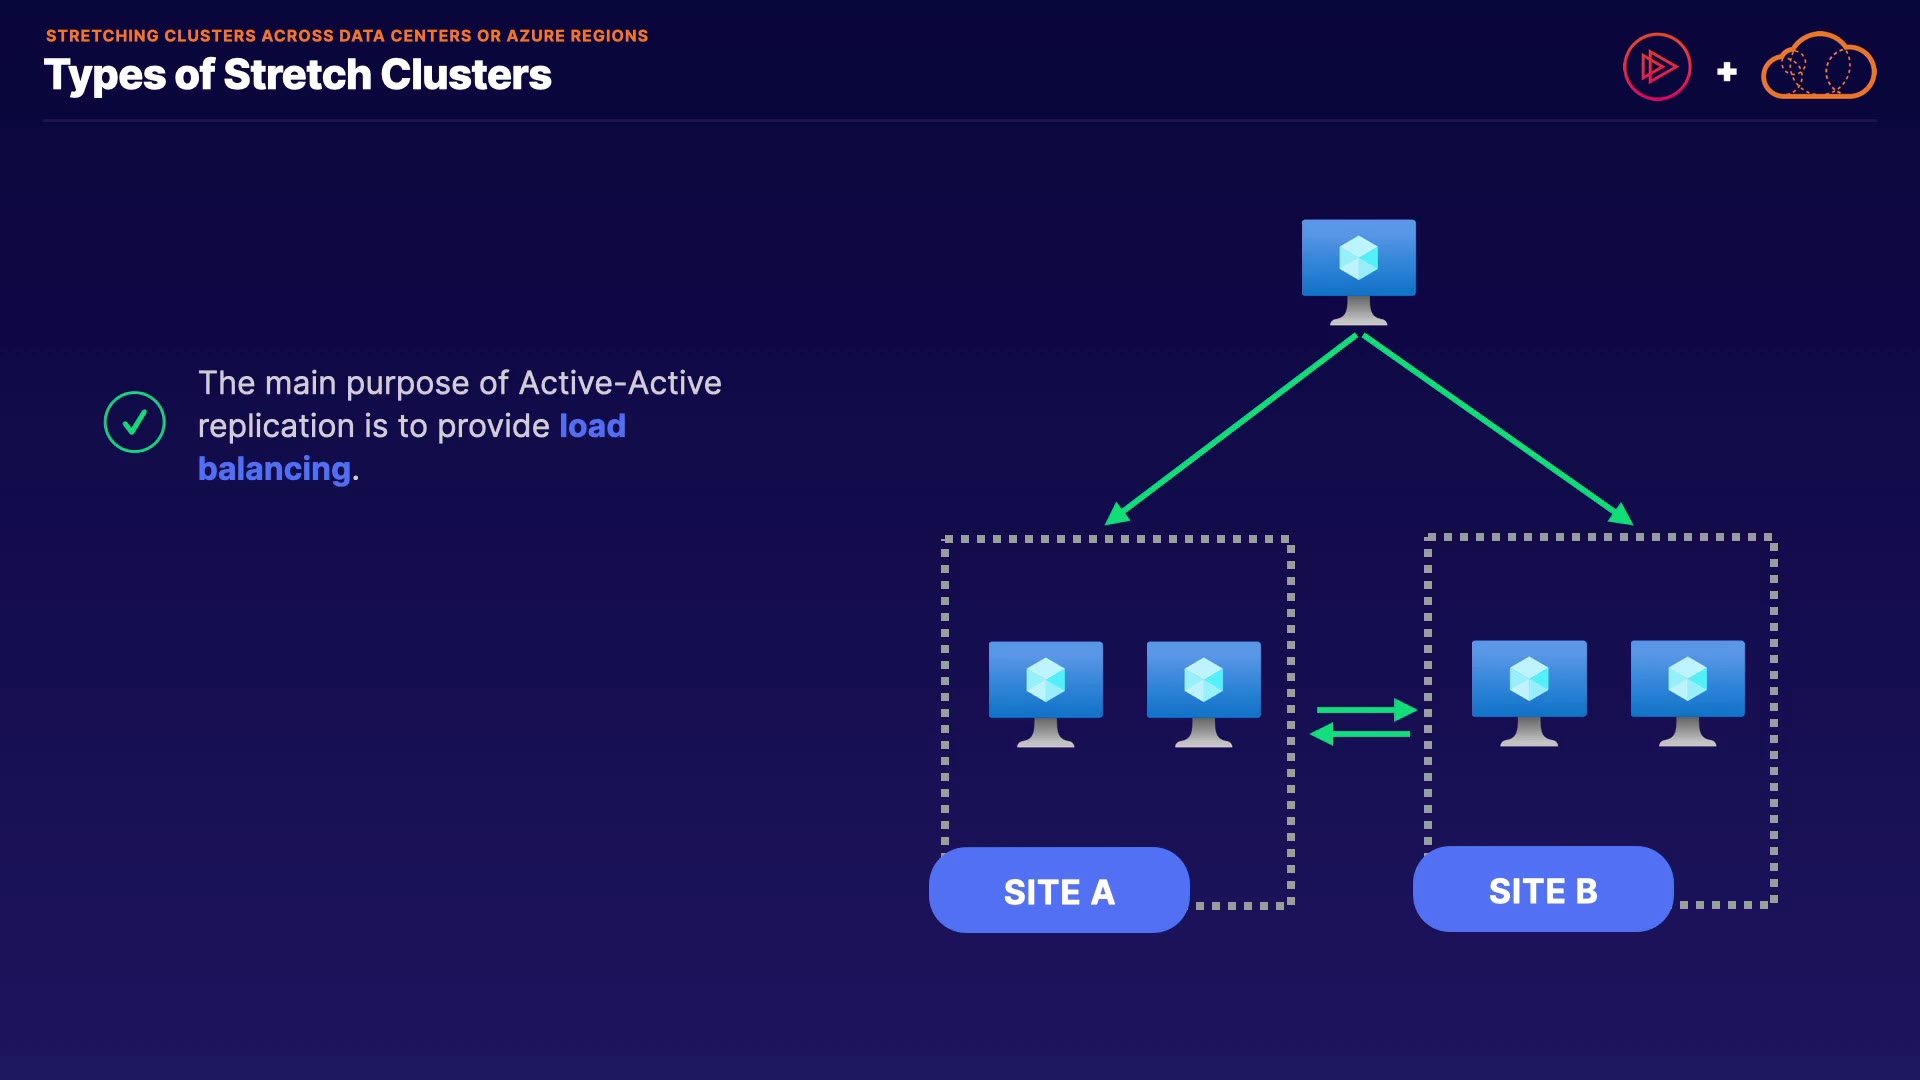 STRETCHING CLUSTERS ACROSS DATA CENTERS OR AZURE REGIONS
Types of Stretch Clusters
The main purpose of Active-Active
replication is to provide load
balancing.
SITE A
SITE B